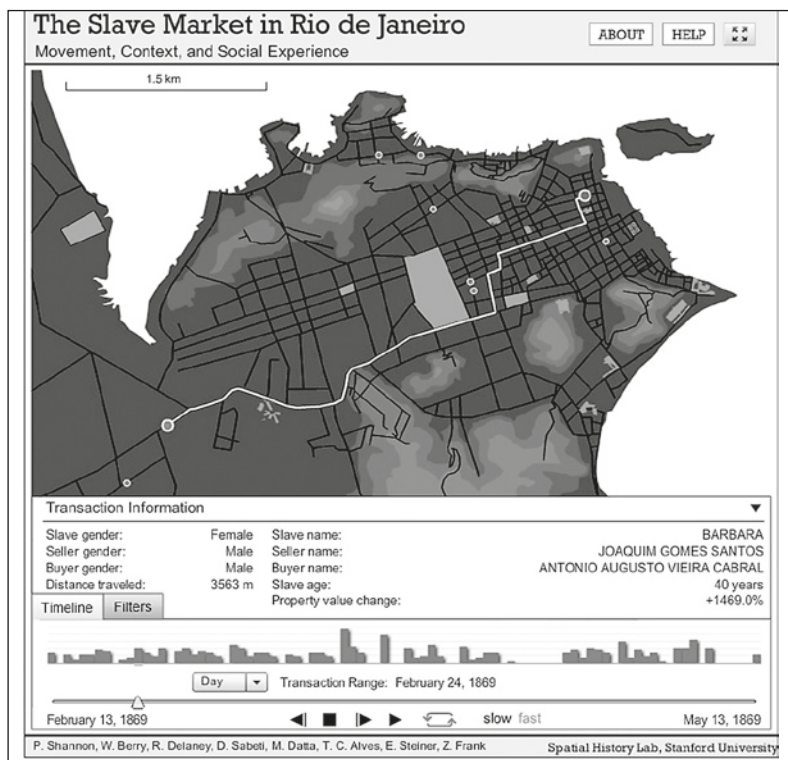 The Slave Market in Rio de Janeiro
Movement, Context, and Social Experience
ABOUT HELP
1.5 km
Transaction Information
Slave gender: Female Slave name: BARBARA
Seller gender: Male Seller name: JOAQUIM GOMES SANTOS
Buyer gender: Male Buyer name: ANTONIO AUGUSTO VIEIRA CABRAL
Distance traveled: 3563 m Slave age: 40 years
Property value change: +1469.0%
Timeline Filters
Day Transaction Range: February 24, 1869
February 13, 1869 slow fast May 13, 1869
P. Shannon, W. Berry, R. Delaney, D. Sabeti, M. Datta, T. C. Alves, E. Steiner, Z. Frank Spatial History Lab, Stanford University